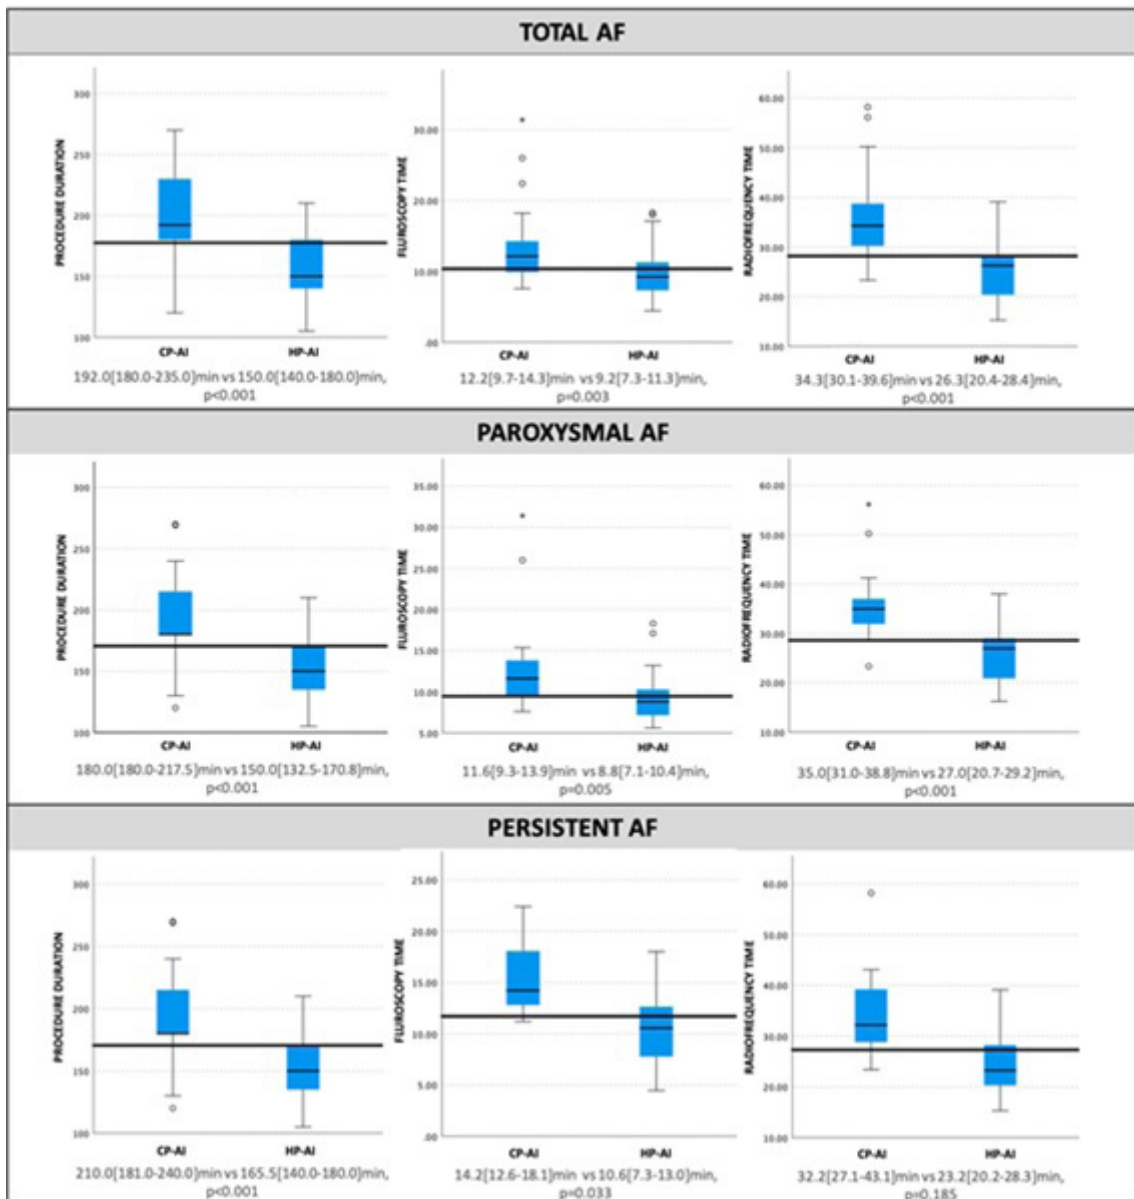 TOTAL AF
PROCEDURE DURATION
300
250
200
150
100
CP-AI
HP-AI
192.0[180.0-235.0]min vs 150.0[140.0-180.0]min,
p<0.001
FLUROSCOPY TIME
30.00
20.00
10.00
.00
CP-AI
HP-AI
12.2[9.7-14.3]min vs 9.2[7.3-11.3]min,
p=0.003
RADIOFREQUENCY TIME
60.00
50.00
40.00
30.00
20.00
10.00
CP-AI
HP-AI
34.3[30.1-39.6]min vs 26.3[20.4-28.4]min,
p<0.001
PAROXYSMAL AF
PROCEDURE DURATION
300
250
200
150
100
CP-AI
HP-AI
180.0[180.0-217.5]min vs 150.0[132.5-170.8]min,
p<0.001
FLUROSCOPY TIME
35.00
30.00
25.00
20.00
15.00
10.00
5.00
CP-AI
HP-AI
11.6[9.3-13.9]min vs 8.8[7.1-10.4]min,
p=0.005
RADIOFREQUENCY TIME
60.00
50.00
40.00
30.00
20.00
10.00
CP-AI
HP-AI
35.0[31.0-38.8]min vs 27.0[20.7-29.2]min,
p<0.001
PERSISTENT AF
PROCEDURE DURATION
300
250
200
150
100
CP-AI
HP-AI
210.0[181.0-240.0]min vs 165.5[140.0-180.0]min,
p<0.001
FLUROSCOPY TIME
25.00
20.00
15.00
10.00
5.00
.00
CP-AI
HP-AI
14.2[12.6-18.1]min vs 10.6[7.3-13.0]min,
p=0.033
RADIOFREQUENCY TIME
60.00
50.00
40.00
30.00
20.00
10.00
CP-AI
HP-AI
32.2[27.1-43.1]min vs 23.2[20.2-28.3]min,
p=0.185